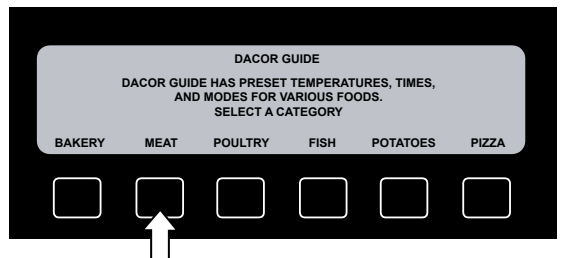 DACOR GUIDE
DACOR GUIDE HAS PRESET TEMPERATURES, TIMES,
AND MODES FOR VARIOUS FOODS.
SELECT A CATEGORY
BAKERY MEAT POULTRY FISH POTATOES PIZZA